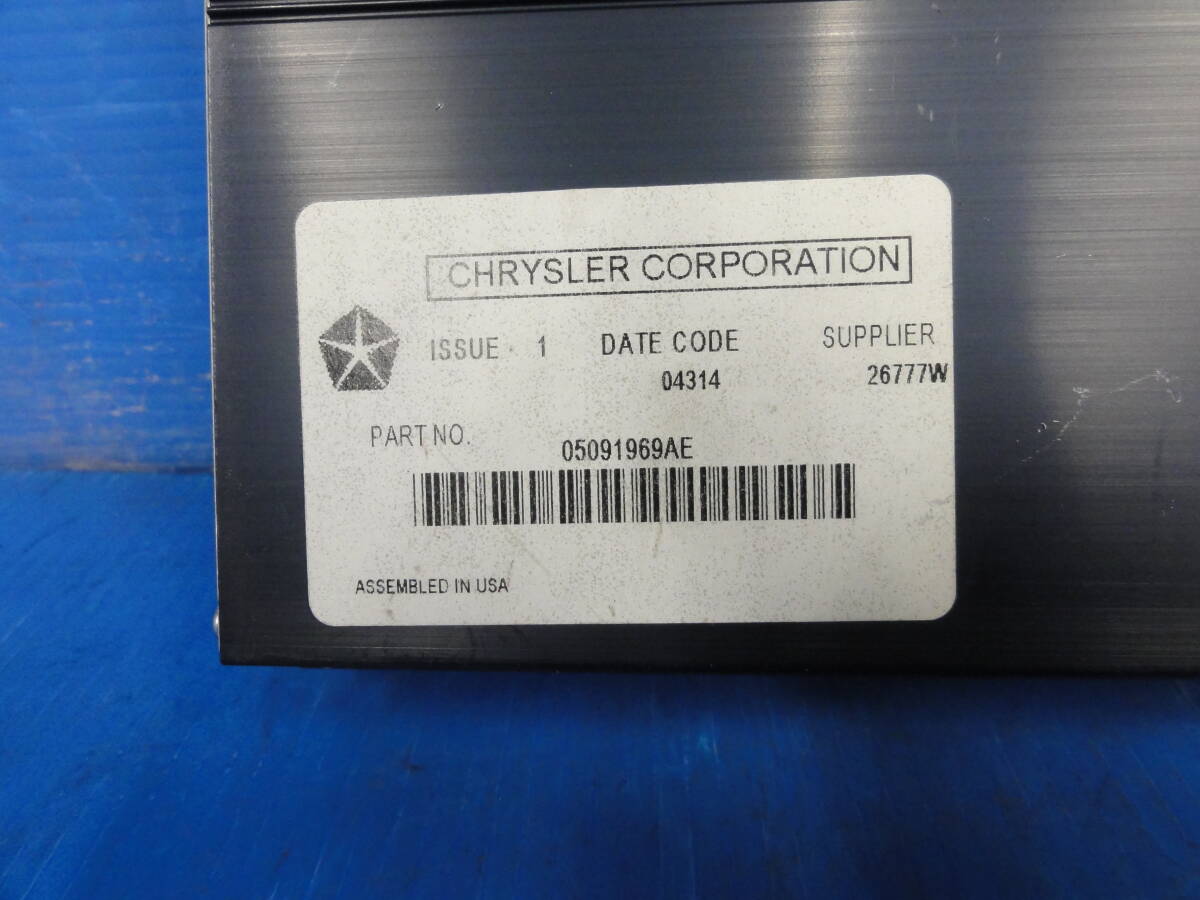 CHRYSLER CORPORATION
ISSUE 1 DATE CODE SUPPLIER
04314 26777W
PART NO. 05091969AE
ASSEMBLED IN USA